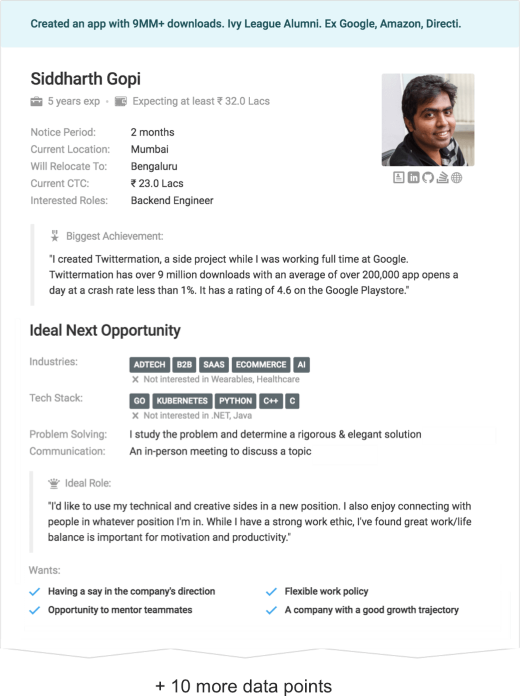 Created an app with 9MM+ downloads. Ivy League Alumni. Ex Google, Amazon, Directi.
Siddharth Gopi
5 years exp · Expecting at least ₹ 32.0 Lacs
Notice Period: 2 months
Current Location: Mumbai
Will Relocate To: Bengaluru
Current CTC: ₹ 23.0 Lacs
Interested Roles: Backend Engineer
Biggest Achievement:
"I created Twittermation, a side project while I was working full time at Google.
Twittermation has over 9 million downloads with an average of over 200,000 app opens a
day at a crash rate less than 1%. It has a rating of 4.6 on the Google Playstore."
Ideal Next Opportunity
Industries: ADTECH B2B SAAS ECOMMERCE AI
✕ Not interested in Wearables, Healthcare
Tech Stack: GO KUBERNETES PYTHON C++ C
✕ Not interested in .NET, Java
Problem Solving: I study the problem and determine a rigorous & elegant solution
Communication: An in-person meeting to discuss a topic
Ideal Role:
"I'd like to use my technical and creative sides in a new position. I also enjoy connecting with
people in whatever position I'm in. While I have a strong work ethic, I've found great work/life
balance is important for motivation and productivity."
Wants:
Having a say in the company's direction Flexible work policy
Opportunity to mentor teammates A company with a good growth trajectory
+ 10 more data points